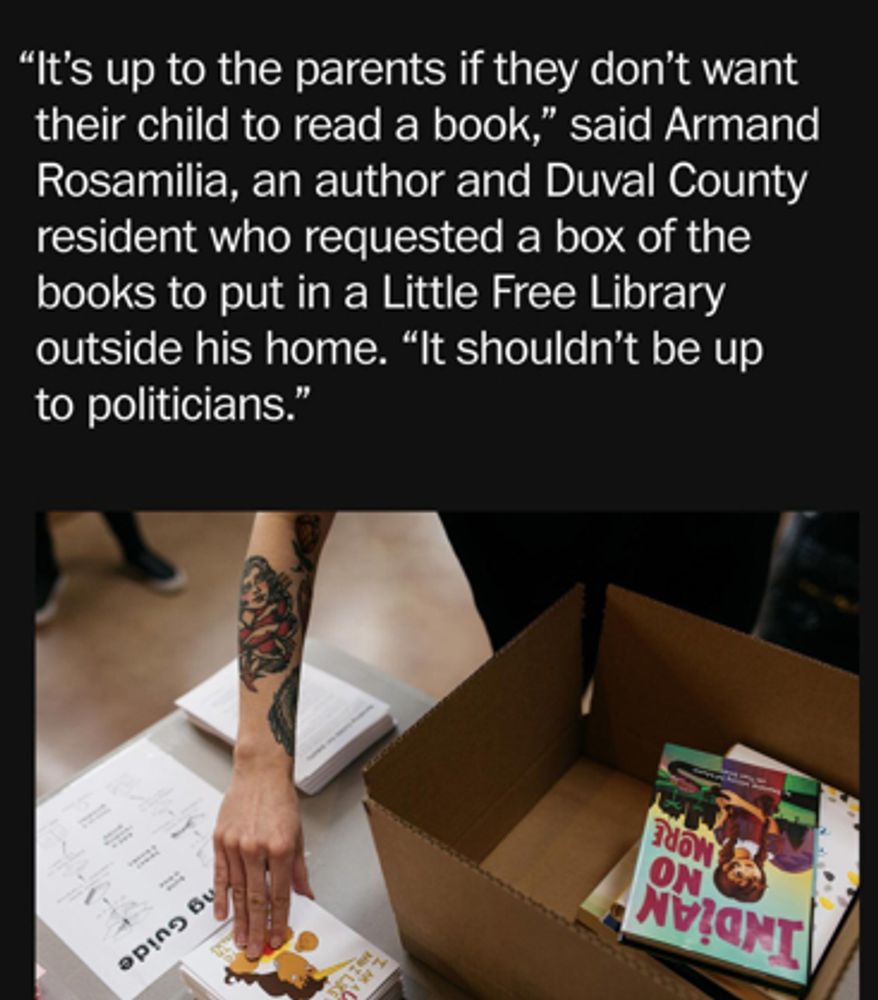 “It’s up to the parents if they don’t want
their child to read a book,” said Armand
Rosamilia, an author and Duval County
resident who requested a box of the
books to put in a Little Free Library
outside his home. “It shouldn’t be up
to politicians.”
ng Guide
INDIAN
NO
MORE